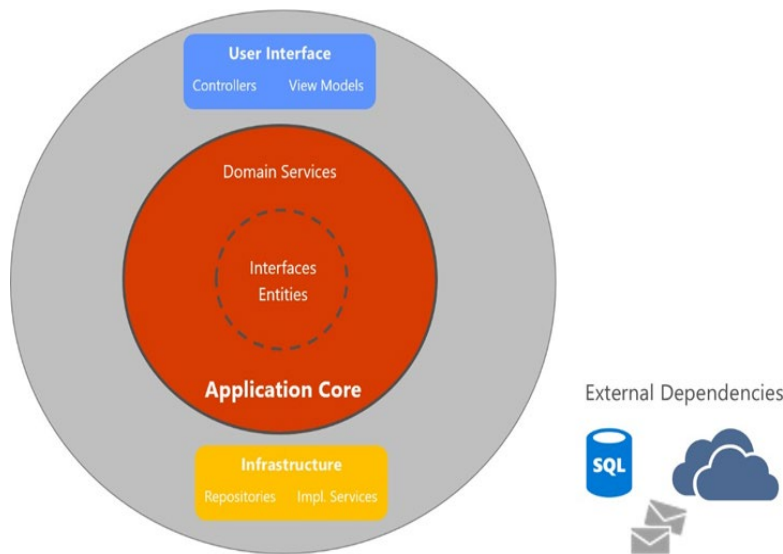 User Interface
Controllers View Models
Domain Services
Interfaces
Entities
Application Core
Infrastructure
Repositories Impl. Services
External Dependencies
SQL